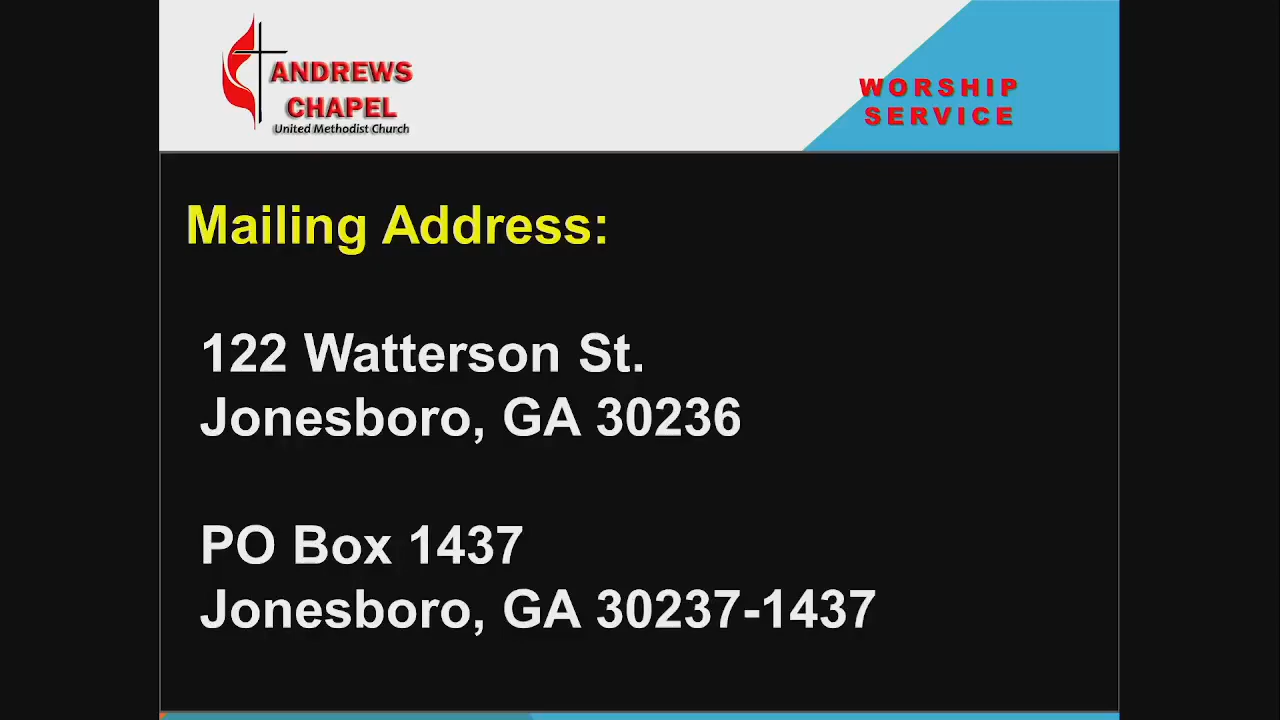 ANDREWS
CHAPEL
United Methodist Church
WORSHIP
SERVICE
Mailing Address:
122 Watterson St.
Jonesboro, GA 30236
PO Box 1437
Jonesboro, GA 30237-1437